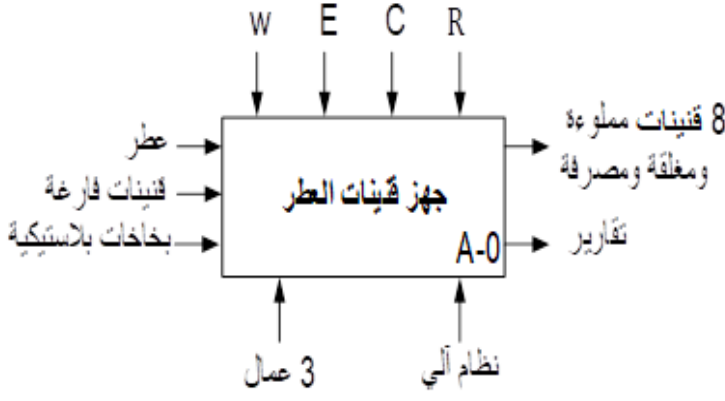 W E C R
عطر
قنينات فارغة
بخاخات بلاستيكية
جهز قنينات العطر
A-0
8 قنينات مملوءة
ومغلقة ومصرفة
تقارير
3 عمال
نظام آلي